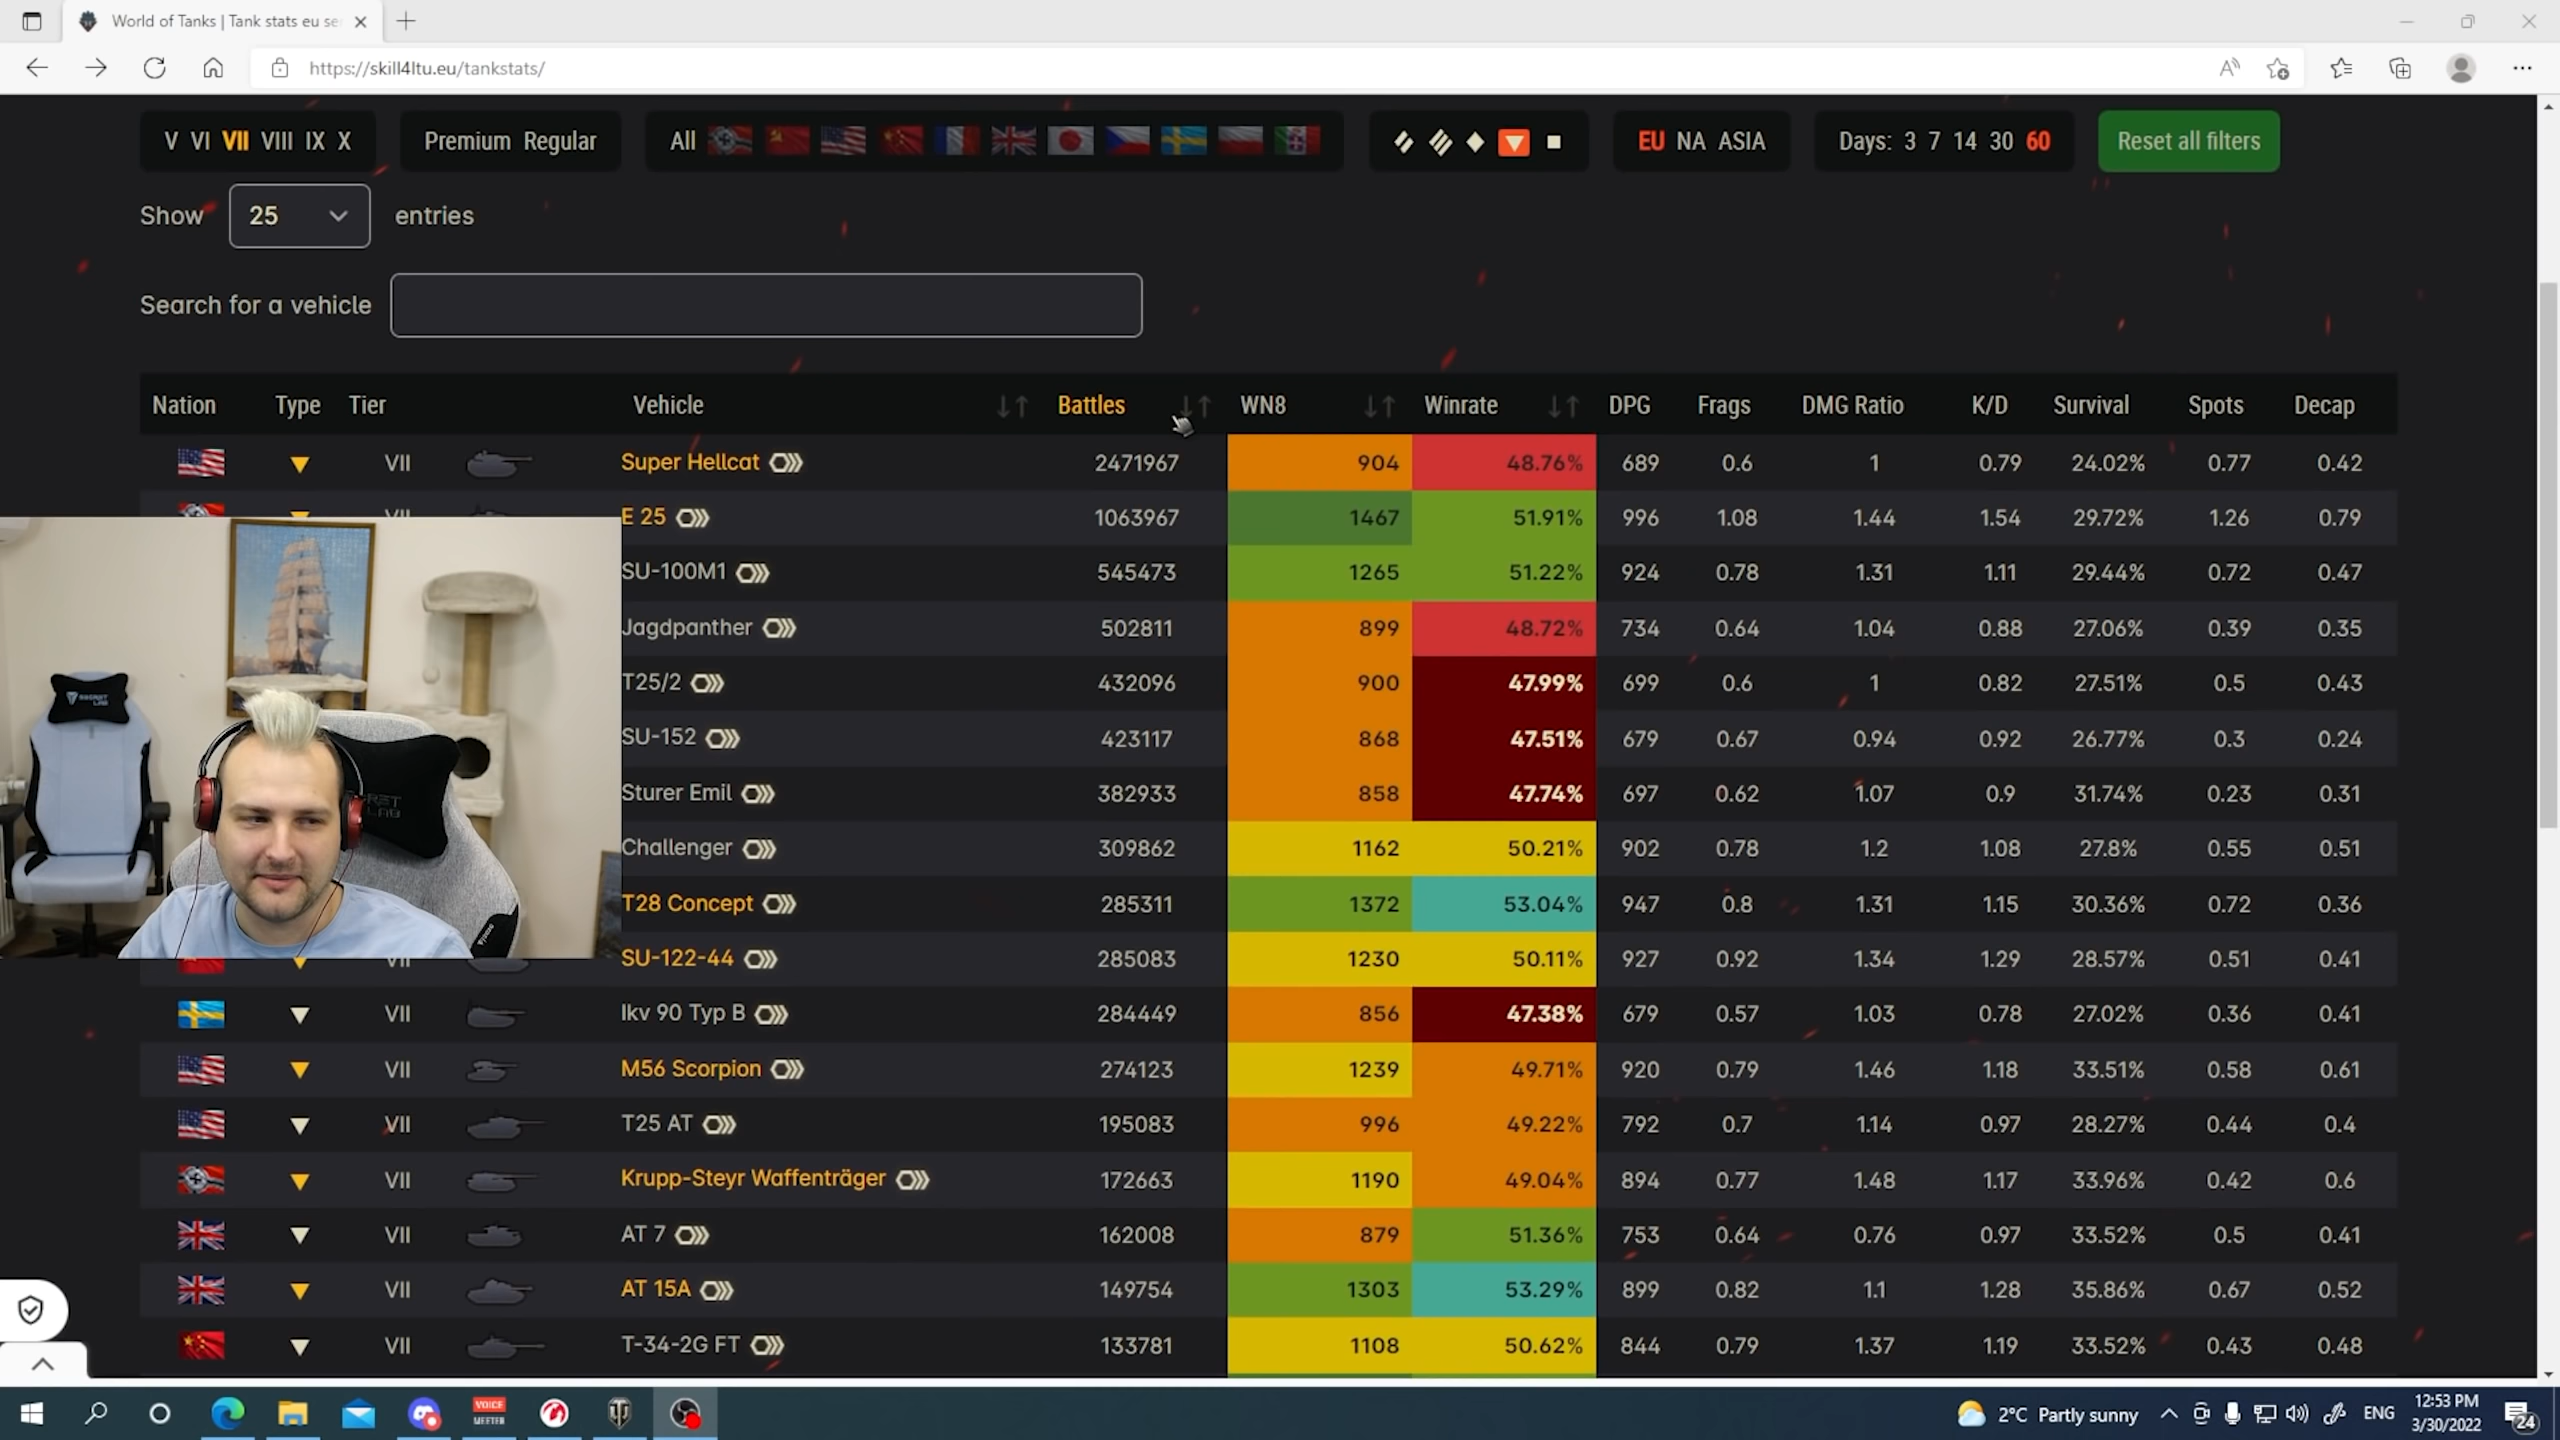 World of Tanks | Tank stats eu se
https://skill4ltu.eu/tankstats/
V VI VII VIII IX X Premium Regular All EU NA ASIA Days: 3 7 14 30 60 Reset all filters
Show 25 entries
Search for a vehicle
Nation Type Tier Vehicle Battles WN8 Winrate DPG Frags DMG Ratio K/D Survival Spots Decap
VII Super Hellcat 2471967 904 48.76% 689 0.6 1 0.79 24.02% 0.77 0.42
E 25 1063967 1467 51.91% 996 1.08 1.44 1.54 29.72% 1.26 0.79
SU-100M1 545473 1265 51.22% 924 0.78 1.31 1.11 29.44% 0.72 0.47
Jagdpanther 502811 899 48.72% 734 0.64 1.04 0.88 27.06% 0.39 0.35
T25/2 432096 900 47.99% 699 0.6 1 0.82 27.51% 0.5 0.43
SU-152 423117 868 47.51% 679 0.67 0.94 0.92 26.77% 0.3 0.24
Sturer Emil 382933 858 47.74% 697 0.62 1.07 0.9 31.74% 0.23 0.31
Challenger 309862 1162 50.21% 902 0.78 1.2 1.08 27.8% 0.55 0.51
T28 Concept 285311 1372 53.04% 947 0.8 1.31 1.15 30.36% 0.72 0.36
VII SU-122-44 285083 1230 50.11% 927 0.92 1.34 1.29 28.57% 0.51 0.41
VII Ikv 90 Typ B 284449 856 47.38% 679 0.57 1.03 0.78 27.02% 0.36 0.41
VII M56 Scorpion 274123 1239 49.71% 920 0.79 1.46 1.18 33.51% 0.58 0.61
VII T25 AT 195083 996 49.22% 792 0.7 1.14 0.97 28.27% 0.44 0.4
VII Krupp-Steyr Waffenträger 172663 1190 49.04% 894 0.77 1.48 1.17 33.96% 0.42 0.6
VII AT 7 162008 879 51.36% 753 0.64 0.76 0.97 33.52% 0.5 0.41
VII AT 15A 149754 1303 53.29% 899 0.82 1.1 1.28 35.86% 0.67 0.52
VII T-34-2G FT 133781 1108 50.62% 844 0.79 1.37 1.19 33.52% 0.43 0.48
VOICE
MEETER
2°C Partly sunny ENG 12:53 PM
3/30/2022
24